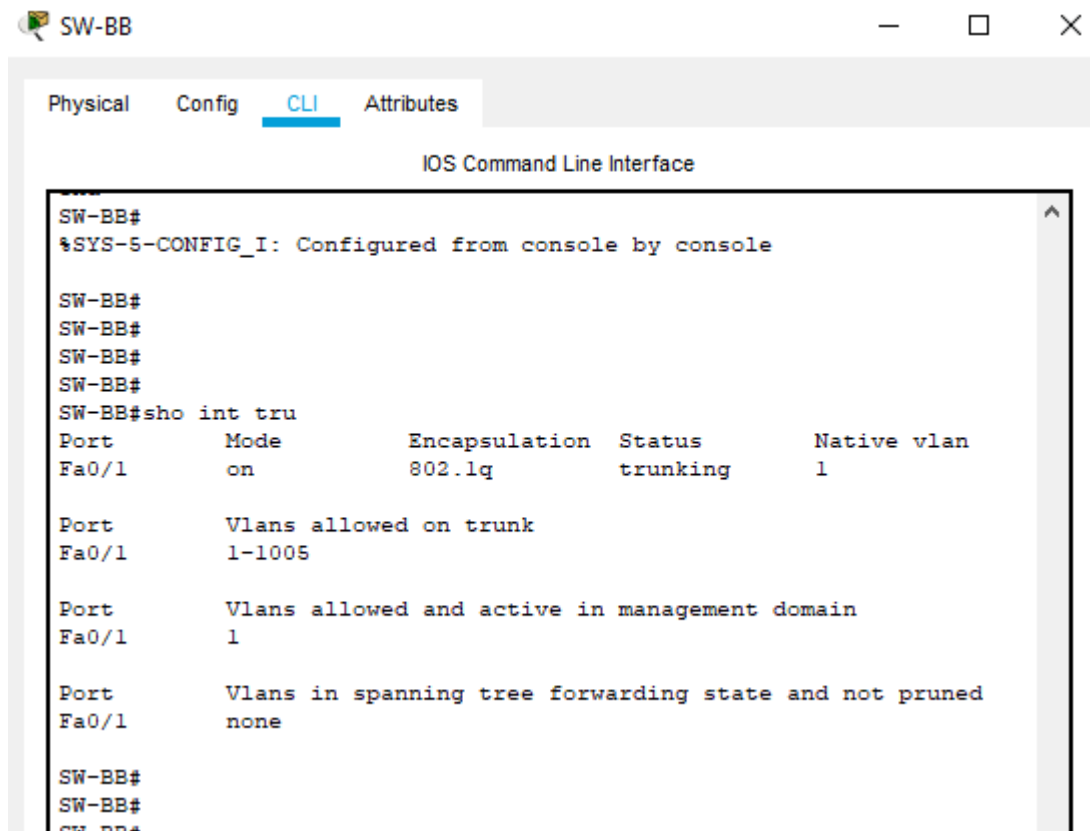 SW-BB
Physical Config CLI Attributes
IOS Command Line Interface
SW-BB#
%SYS-5-CONFIG_I: Configured from console by console
SW-BB#
SW-BB#
SW-BB#
SW-BB#
SW-BB#sho int tru
Port Mode Encapsulation Status Native vlan
Fa0/1 on 802.1q trunking 1
Port Vlans allowed on trunk
Fa0/1 1-1005
Port Vlans allowed and active in management domain
Fa0/1 1
Port Vlans in spanning tree forwarding state and not pruned
Fa0/1 none
SW-BB#
SW-BB#